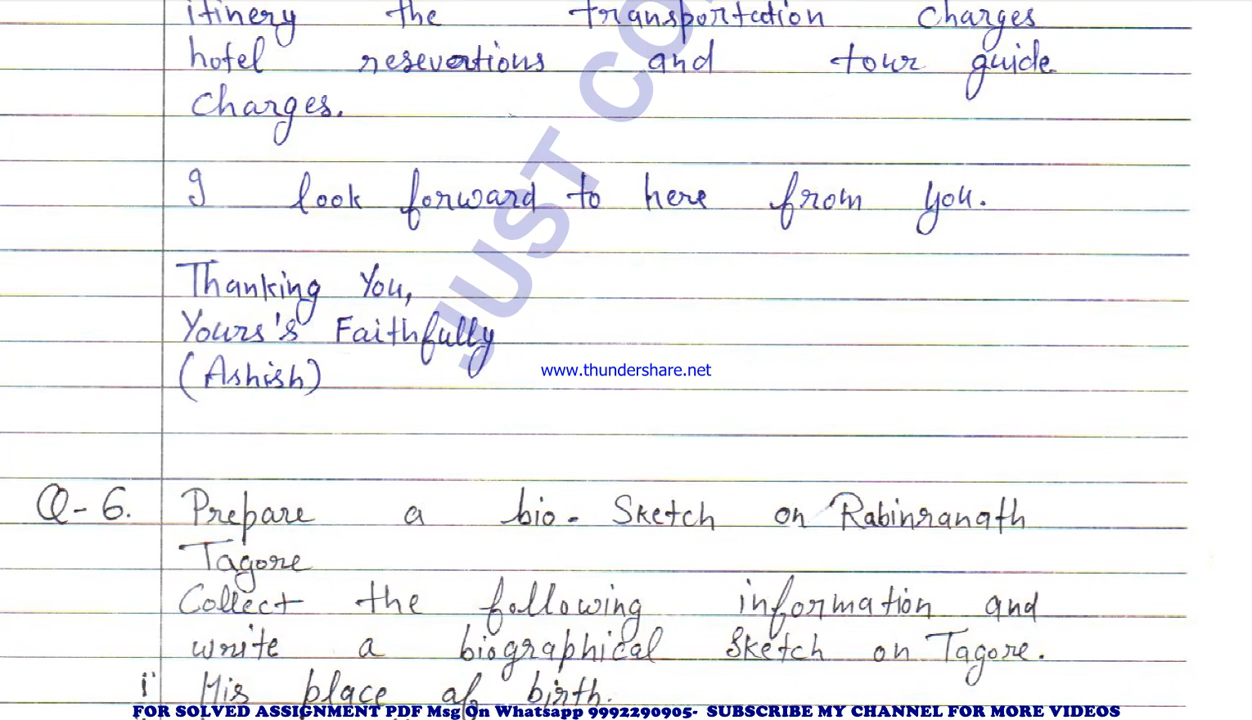 itinery the transportation charges
hotel resevertions and tour guide
charges.
I look forward to here from you.
Thanking You,
Yours's Faithfully
(Ashish)
www.thundershare.net
JUST CO
Q-6. Prepare a bio-Sketch on Rabinranath
Tagore
Collect the following information and
write a biographical Sketch on Tagore.
i His place of birth.
FOR SOLVED ASSIGNMENT PDF Msg On Whatsapp 9992290905- SUBSCRIBE MY CHANNEL FOR MORE VIDEOS